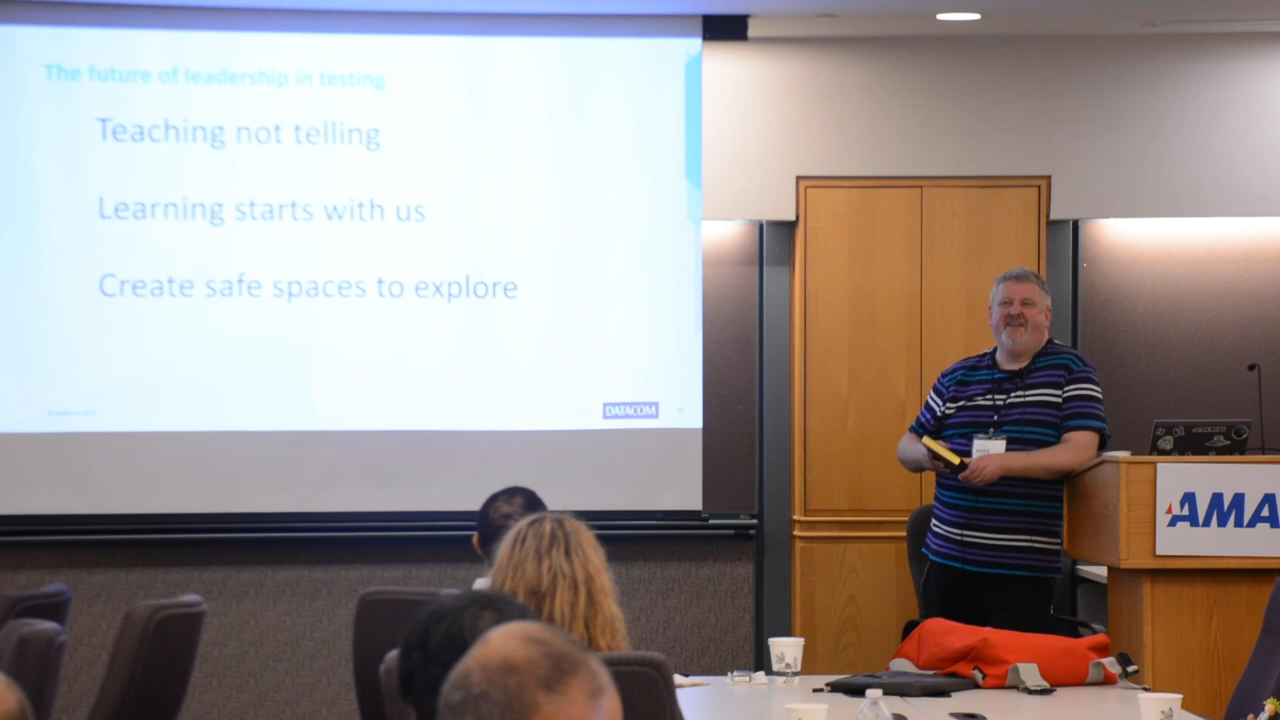 The future of leadership in testing
Teaching not telling
Learning starts with us
Create safe spaces to explore
DATACOM
AMA